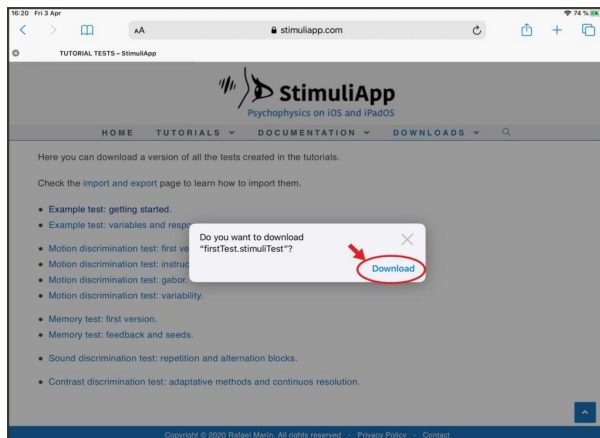 16:20 Fri 3 Apr
74 %
AA
stimuliapp.com
TUTORIAL TESTS – StimuliApp
StimuliApp
Psychophysics on iOS and iPadOS
HOME TUTORIALS DOCUMENTATION DOWNLOADS
Here you can download a version of all the tests created in the tutorials.
Check the import and export page to learn how to import them.
Example test: getting started.
Example test: variables and respo
Motion discrimination test: first ve
Motion discrimination test: instruc
Motion discrimination test: gabor.
Motion discrimination test: variability.
Do you want to download
“firstTest.stimuliTest”?
Download
Memory test: first version.
Memory test: feedback and seeds.
Sound discrimination test: repetition and alternation blocks.
Contrast discrimination test: adaptative methods and continuos resolution.
Copyright © 2020 Rafael Marín. All rights reserved - Privacy Policy - Contact